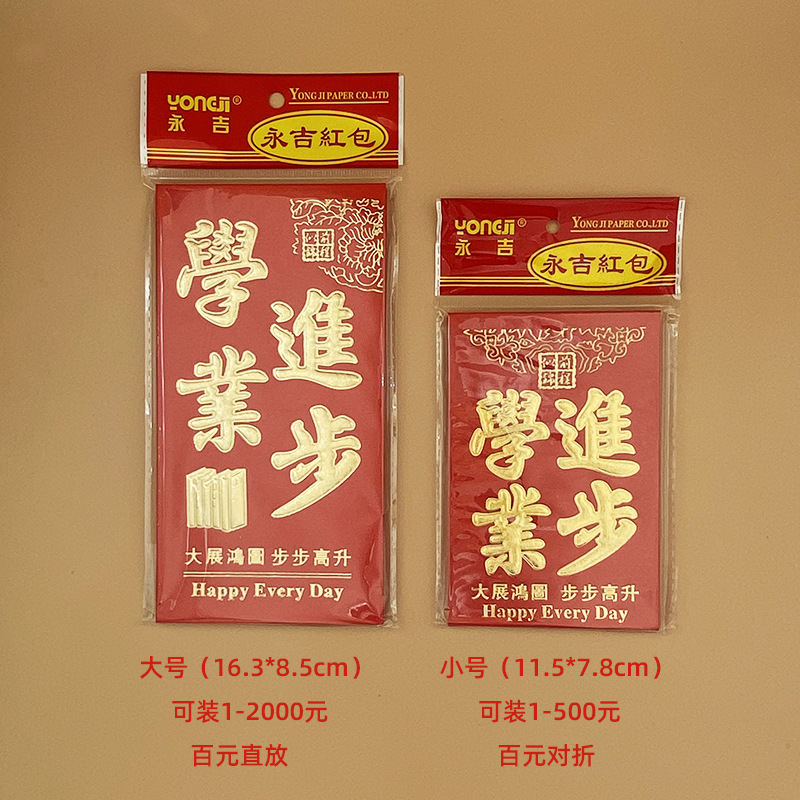 YONGJI®
永吉
YONG JI PAPER CO.,LTD
永吉紅包
學業
進步
大展鴻圖 步步高升
Happy Every Day
YONGJI®
永吉
YONG JI PAPER CO.,LTD
永吉紅包
學業
進步
大展鴻圖 步步高升
Happy Every Day
大号（16.3*8.5cm）
可装1-2000元
百元直放
小号（11.5*7.8cm）
可装1-500元
百元对折